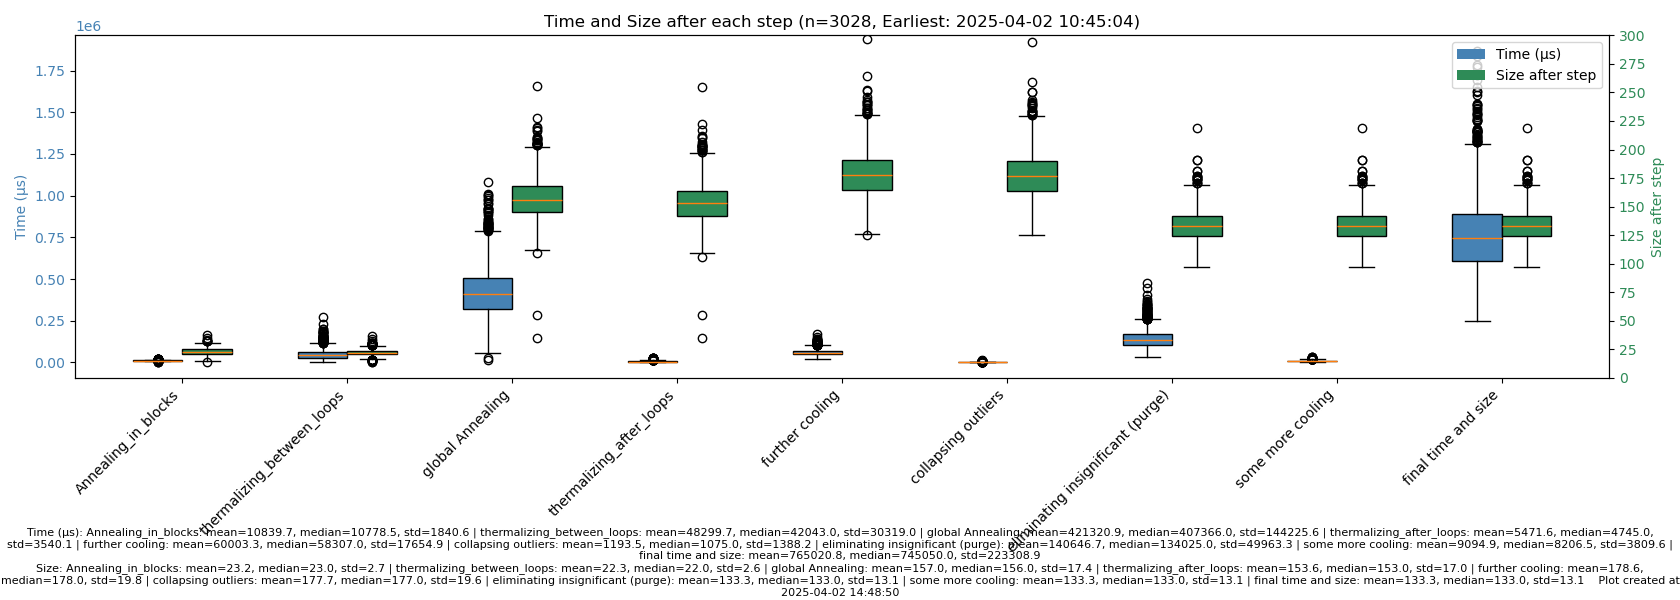 Time and Size after each step (n=3028, Earliest: 2025-04-02 10:45:04)
1e6
Time (μs)
Size after step
1.75
1.50
1.25
1.00
0.75
0.50
0.25
0.00
Time (μs)
300
275
250
225
200
175
150
125
100
75
50
25
0
Size after step
Annealing_in_blocks
thermalizing_between_loops
global Annealing
thermalizing_after_loops
further cooling
collapsing outliers
eliminating insignificant (purge)
some more cooling
final time and size
Time (μs): Annealing_in_blocks: mean=10839.7, median=10778.5, std=1840.6 | thermalizing_between_loops: mean=48299.7, median=42043.0, std=30319.0 | global Annealing: mean=421320.9, median=407366.0, std=144225.6 | thermalizing_after_loops: mean=5471.6, median=4745.0,
std=3540.1 | further cooling: mean=60003.3, median=58307.0, std=17654.9 | collapsing outliers: mean=1193.5, median=1075.0, std=1388.2 | eliminating insignificant (purge): mean=140646.7, median=134025.0, std=49963.3 | some more cooling: mean=9094.9, median=8206.5, std=3809.6 |
final time and size: mean=765020.8, median=745050.0, std=223308.9
Size: Annealing_in_blocks: mean=23.2, median=23.0, std=2.7 | thermalizing_between_loops: mean=22.3, median=22.0, std=2.6 | global Annealing: mean=157.0, median=156.0, std=17.4 | thermalizing_after_loops: mean=153.6, median=153.0, std=17.0 | further cooling: mean=178.6,
median=178.0, std=19.8 | collapsing outliers: mean=177.7, median=177.0, std=19.6 | eliminating insignificant (purge): mean=133.3, median=133.0, std=13.1 | some more cooling: mean=133.3, median=133.0, std=13.1 | final time and size: mean=133.3, median=133.0, std=13.1 Plot created at
2025-04-02 14:48:50